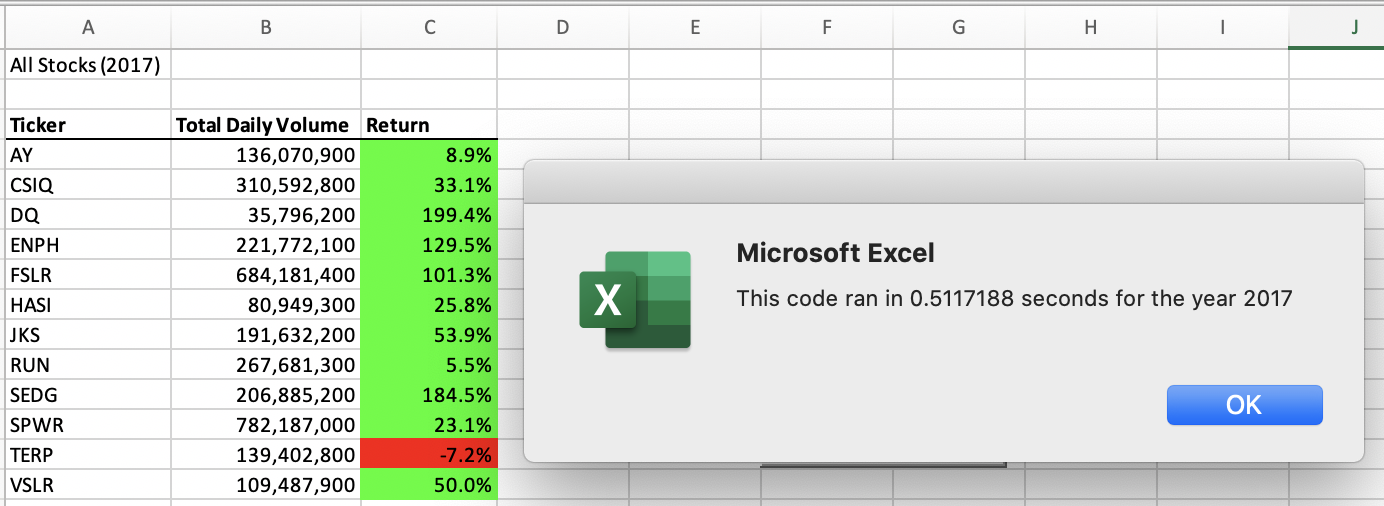 A B C D E F G H I J
All Stocks (2017)
Ticker Total Daily Volume Return
AY 136,070,900 8.9%
CSIQ 310,592,800 33.1%
DQ 35,796,200 199.4%
ENPH 221,772,100 129.5%
FSLR 684,181,400 101.3%
HASI 80,949,300 25.8%
JKS 191,632,200 53.9%
RUN 267,681,300 5.5%
SEDG 206,885,200 184.5%
SPWR 782,187,000 23.1%
TERP 139,402,800 -7.2%
VSLR 109,487,900 50.0%
X
Microsoft Excel
This code ran in 0.5117188 seconds for the year 2017
OK